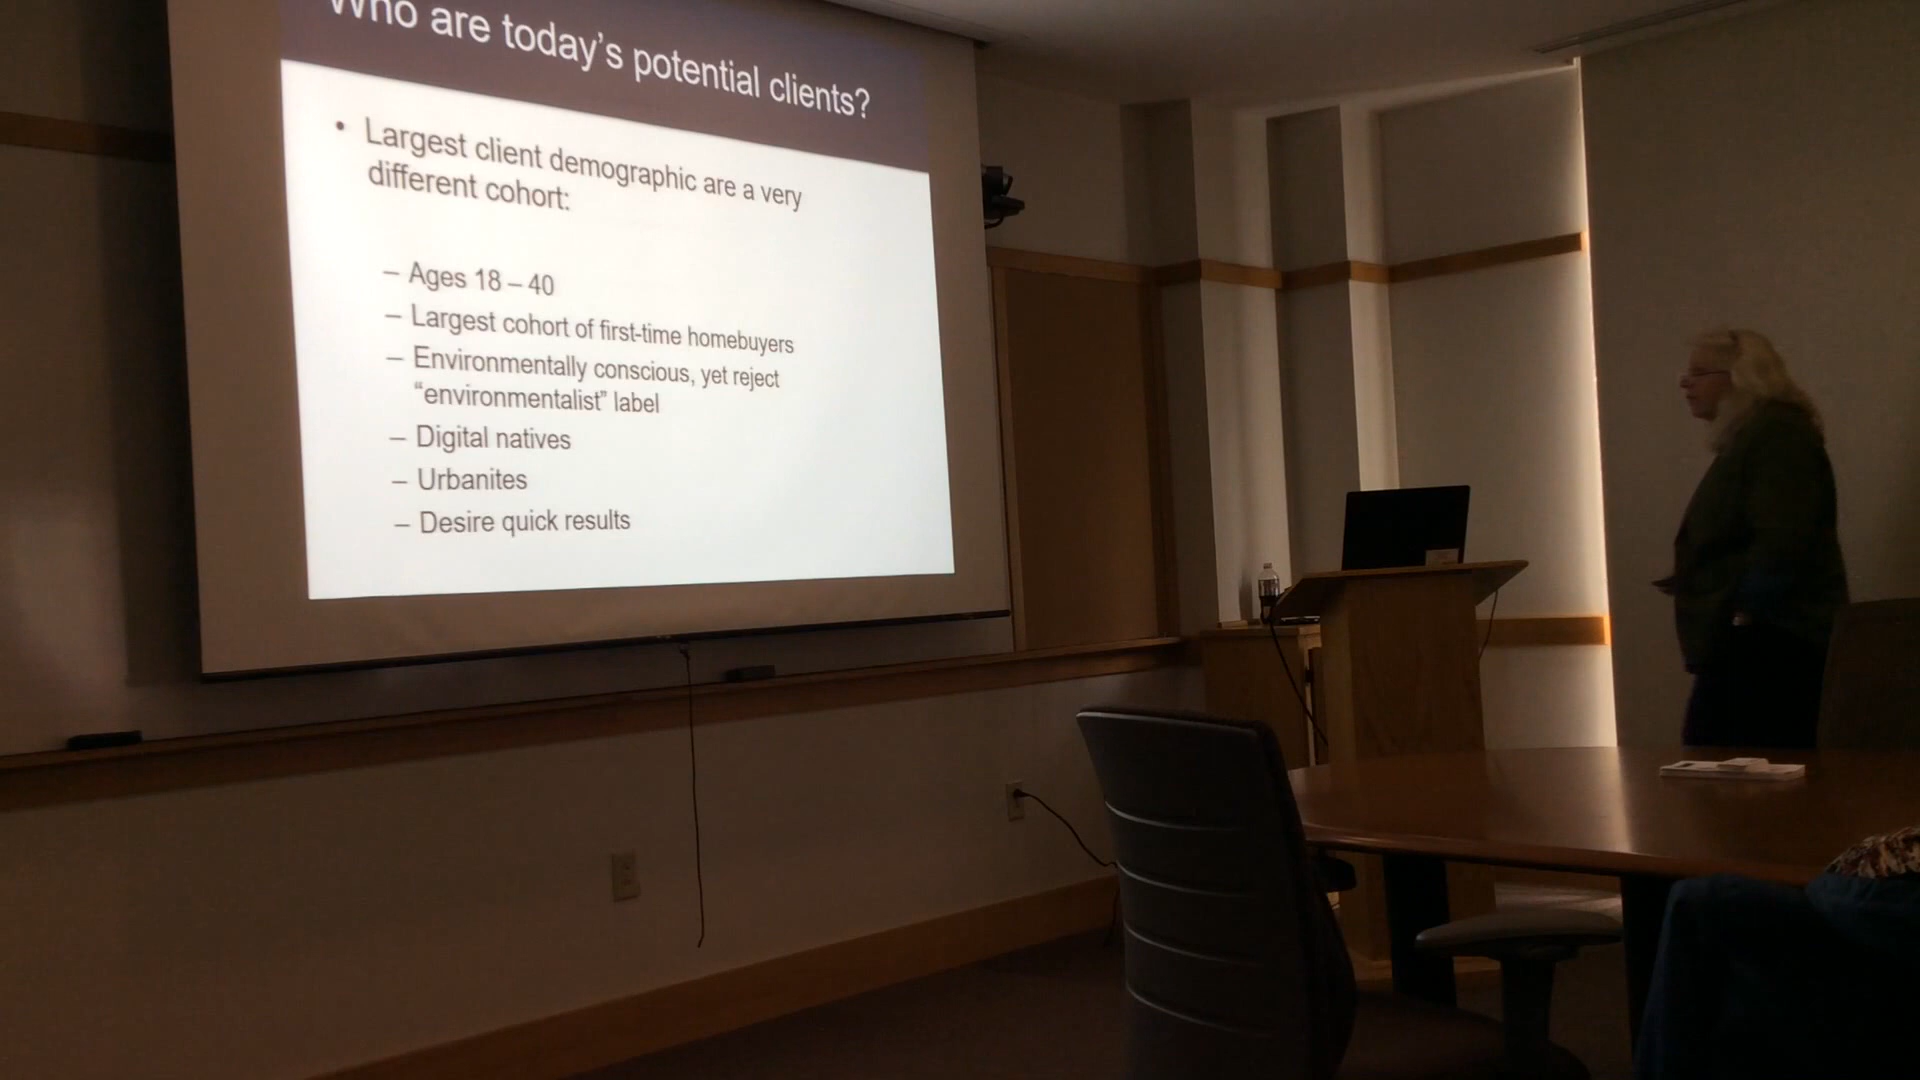 Who are today's potential clients?
• Largest client demographic are a very
different cohort:
– Ages 18 – 40
– Largest cohort of first-time homebuyers
– Environmentally conscious, yet reject
“environmentalist” label
– Digital natives
– Urbanites
– Desire quick results